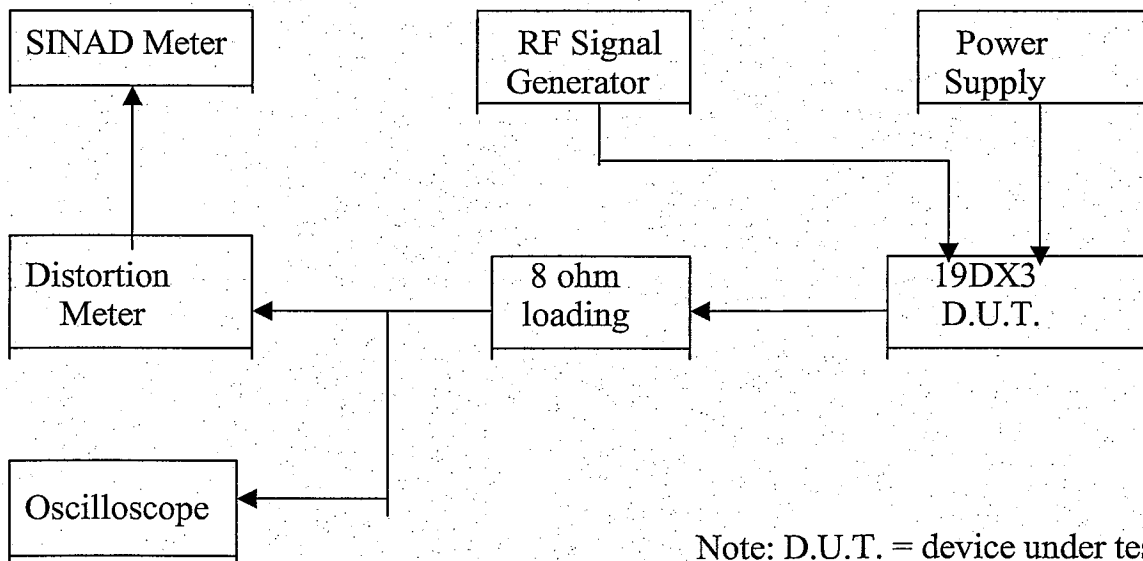 SINAD Meter
RF Signal
Generator
Power
Supply
Distortion
Meter
8 ohm
loading
19DX3
D.U.T.
Oscilloscope
Note: D.U.T. = device under tes